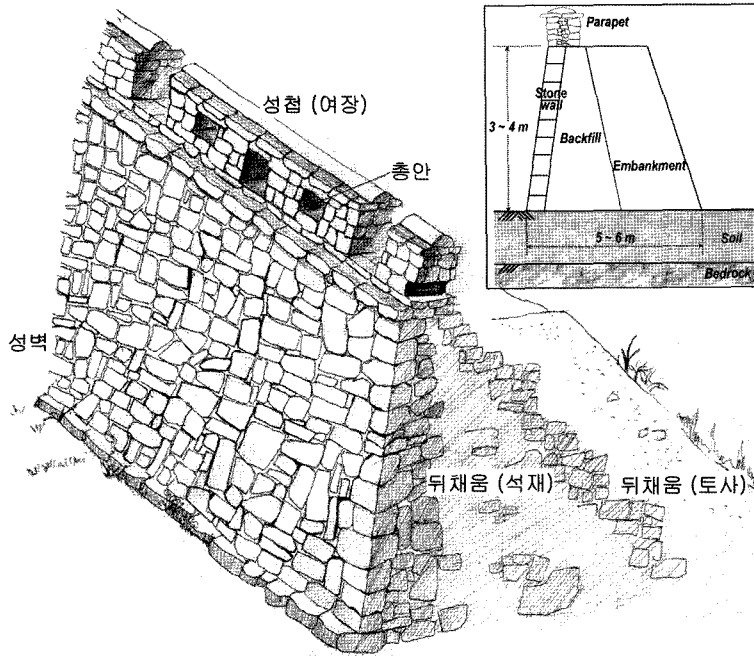 성첩 (여장)
총안
성벽
뒤채움 (석재)
뒤채움 (토사)
Parapet
Stone
wall
3 ~ 4 m
Backfill
Embankment
5 ~ 6 m
Soil
Bedrock